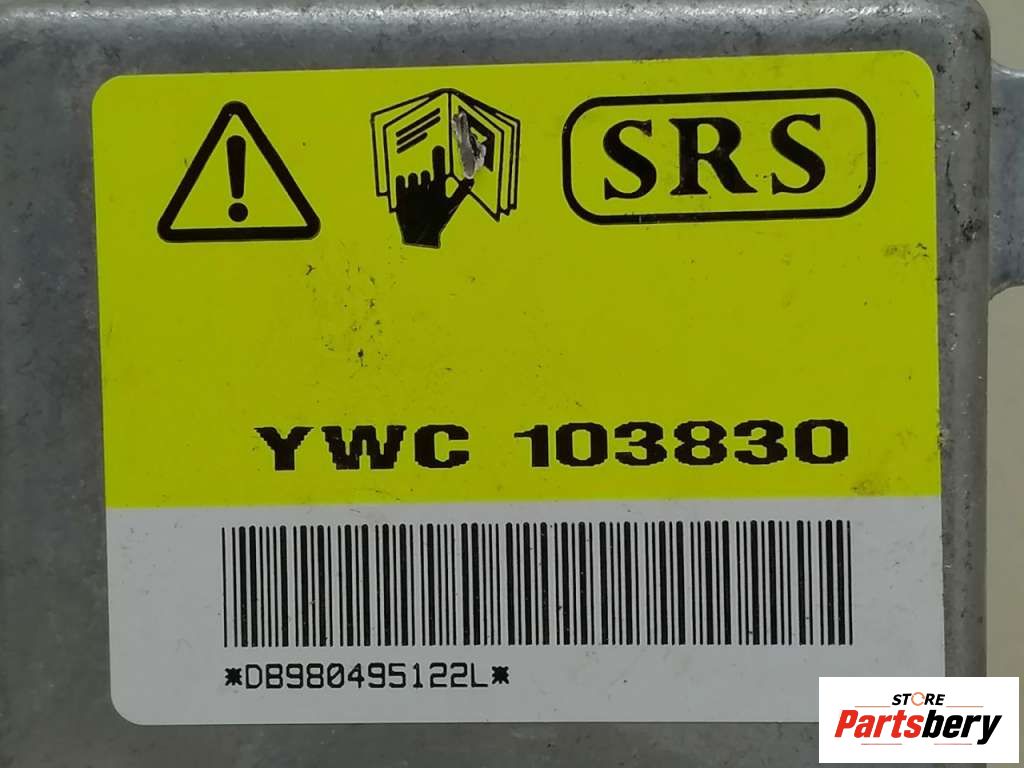 SRS
YWC 103830
*DB980495122L*
STORE
Partsbery